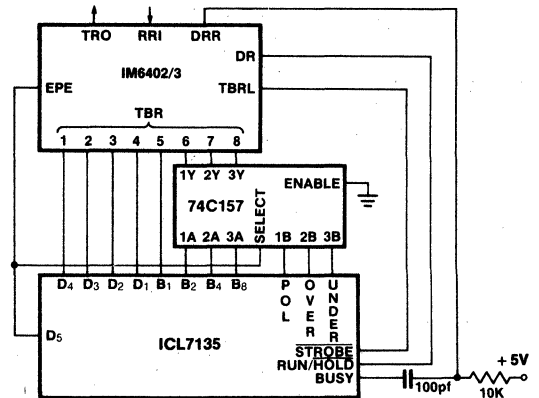 TRO RRI DRR
DR
IM6402/3
EPE TBRL
TBR
1 2 3 4 5 6 7 8
1Y 2Y 3Y
ENABLE
74C157
SELECT
1A 2A 3A 1B 2B 3B
D4 D3 D2 D1 B1 B2 B4 B8 POL OVER UNDER
D5
ICL7135
STROBE
RUN/HOLD
BUSY
+5V
100pf
10K